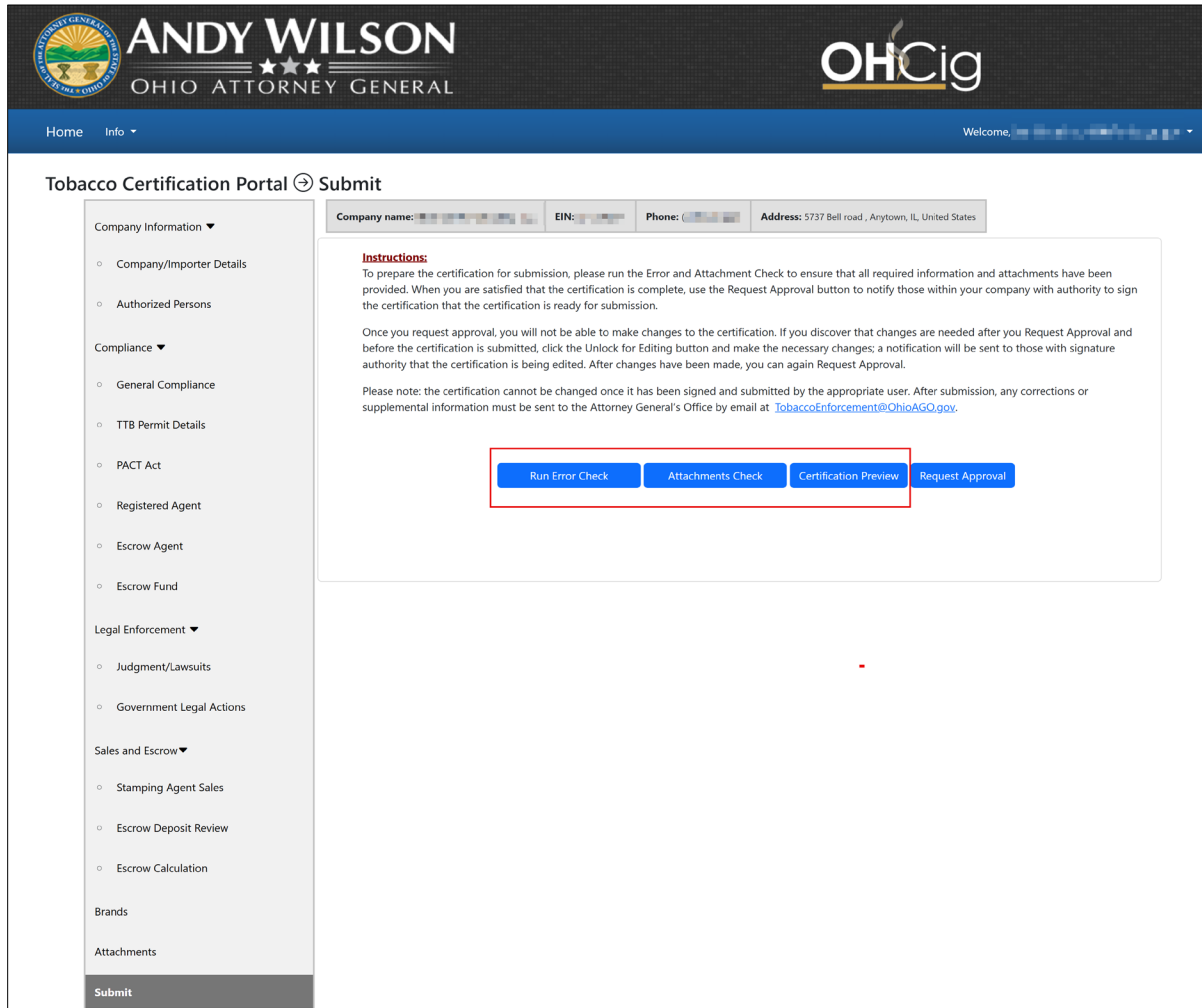 ANDY WILSON
OHIO ATTORNEY GENERAL
OHCig
Home Info
Welcome,
Tobacco Certification Portal Submit
Company name: EIN: Phone: ( Address: 5737 Bell road , Anytown, IL, United States
Company Information
Company/Importer Details
Authorized Persons
Compliance
General Compliance
TTB Permit Details
PACT Act
Registered Agent
Escrow Agent
Escrow Fund
Legal Enforcement
Judgment/Lawsuits
Government Legal Actions
Sales and Escrow
Stamping Agent Sales
Escrow Deposit Review
Escrow Calculation
Brands
Attachments
Submit
Instructions:
To prepare the certification for submission, please run the Error and Attachment Check to ensure that all required information and attachments have been
provided. When you are satisfied that the certification is complete, use the Request Approval button to notify those within your company with authority to sign
the certification that the certification is ready for submission.
Once you request approval, you will not be able to make changes to the certification. If you discover that changes are needed after you Request Approval and
before the certification is submitted, click the Unlock for Editing button and make the necessary changes; a notification will be sent to those with signature
authority that the certification is being edited. After changes have been made, you can again Request Approval.
Please note: the certification cannot be changed once it has been signed and submitted by the appropriate user. After submission, any corrections or
supplemental information must be sent to the Attorney General's Office by email at TobaccoEnforcement@OhioAGO.gov.
Run Error Check Attachments Check Certification Preview Request Approval